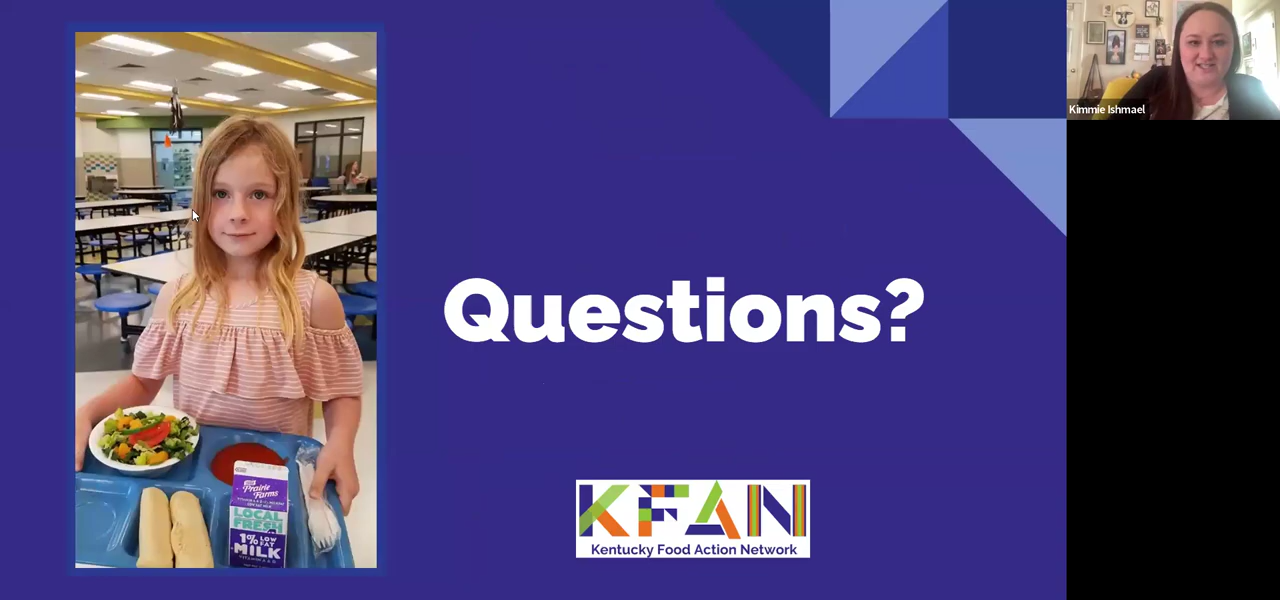 Kimmie Ishmael
Questions?
Prairie
Farms
LOCAL
FRESH
1% LOW
FAT
MILK
KFAN
Kentucky Food Action Network